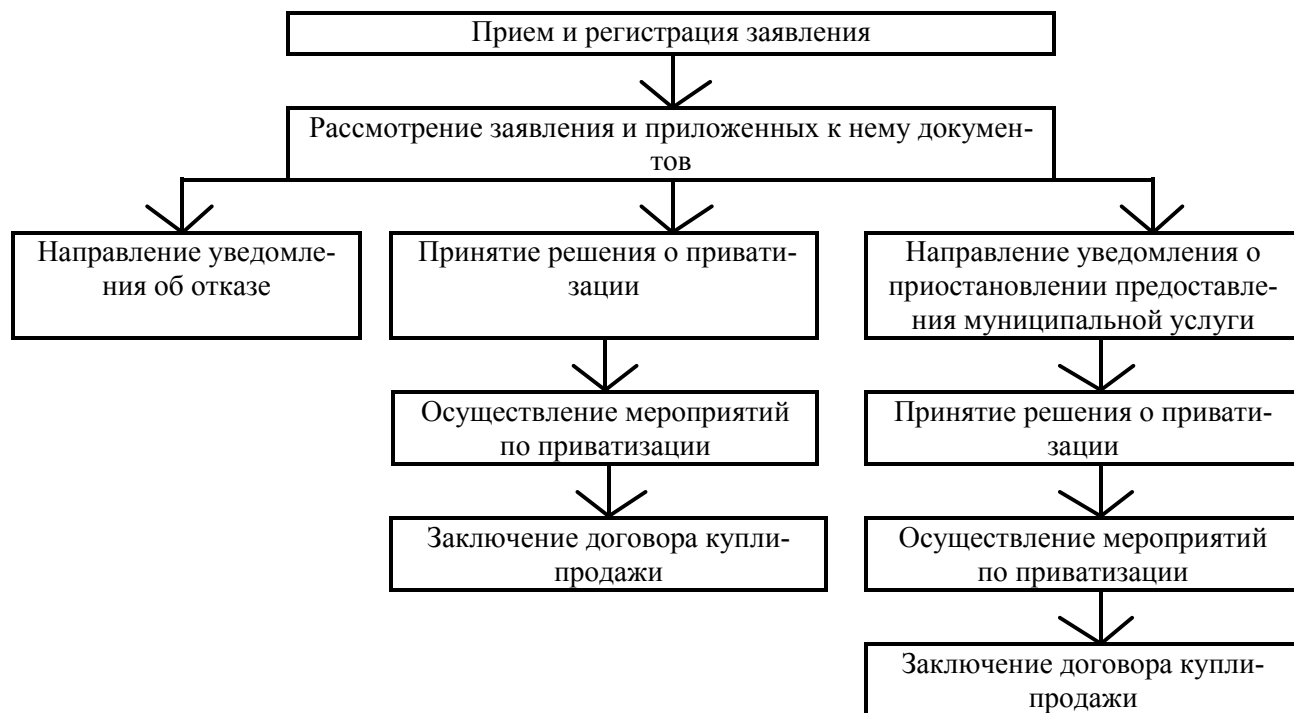 Прием и регистрация заявления
Рассмотрение заявления и приложенных к нему докумен-
тов
Направление уведомле-
ния об отказе
Принятие решения о привати-
зации
Направление уведомления о
приостановлении предоставле-
ния муниципальной услуги
Осуществление мероприятий
по приватизации
Принятие решения о привати-
зации
Заключение договора купли-
продажи
Осуществление мероприятий
по приватизации
Заключение договора купли-
продажи